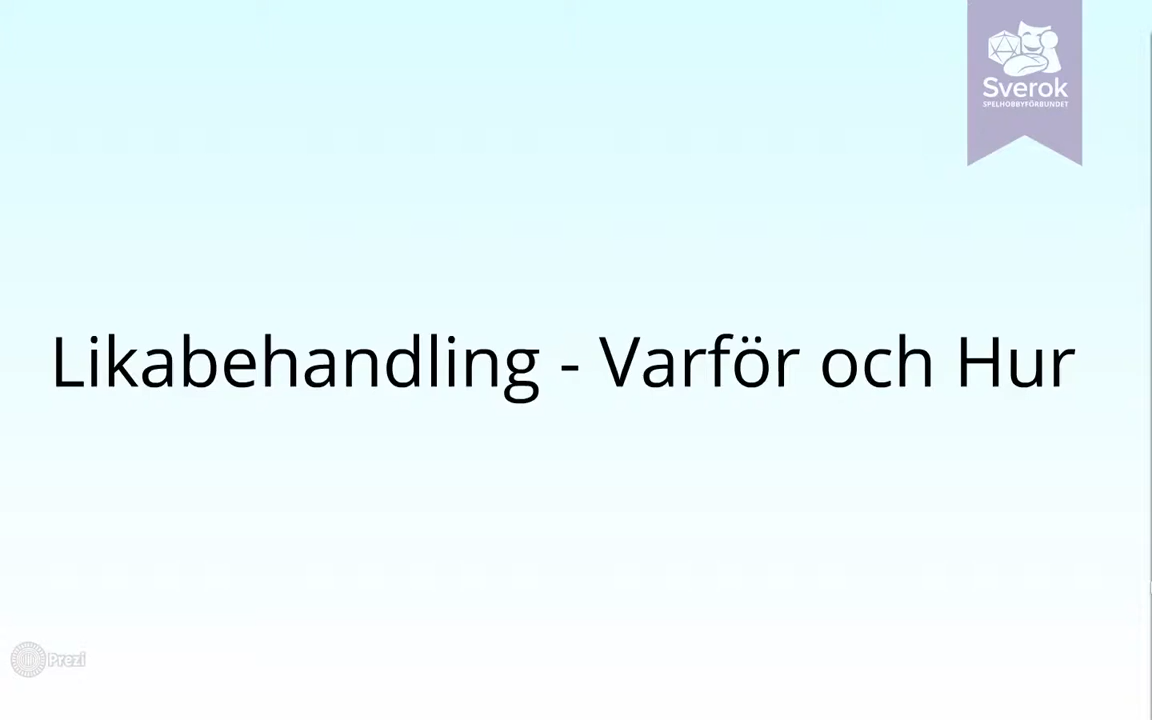 Sverok
SPELHOBBYFÖRBUNDET
Likabehandling - Varför och Hur
Prezi